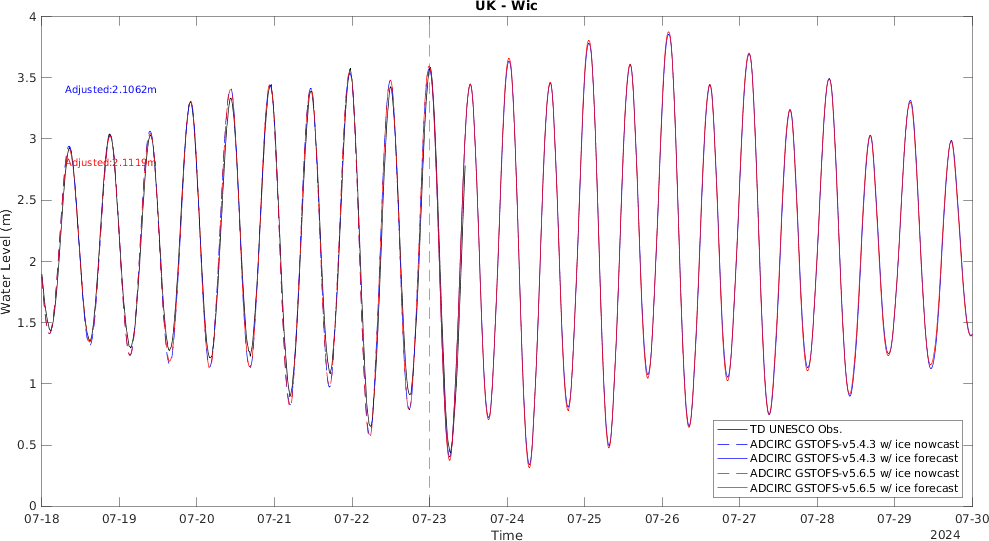 UK - Wic
4
3.5
3
2.5
2
1.5
1
0.5
0
Water Level (m)
Adjusted:2.1062m
Adjusted:2.1119m
TD UNESCO Obs.
ADCIRC GSTOFS-v5.4.3 w/ ice nowcast
ADCIRC GSTOFS-v5.4.3 w/ ice forecast
ADCIRC GSTOFS-v5.6.5 w/ ice nowcast
ADCIRC GSTOFS-v5.6.5 w/ ice forecast
07-18 07-19 07-20 07-21 07-22 07-23 07-24 07-25 07-26 07-27 07-28 07-29 07-30
Time
2024